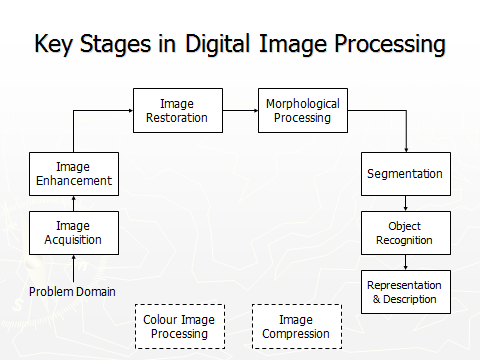 Key Stages in Digital Image Processing
Image
Restoration
Morphological
Processing
Image
Enhancement
Segmentation
Image
Acquisition
Object
Recognition
Problem Domain
Representation
& Description
Colour Image
Processing
Image
Compression